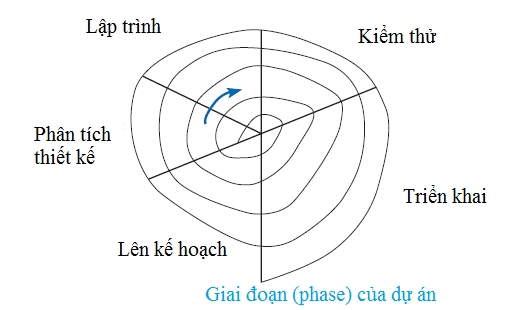 Lập trình
Kiểm thử
Phân tích
thiết kế
Triển khai
Lên kế hoạch
Giai đoạn (phase) của dự án